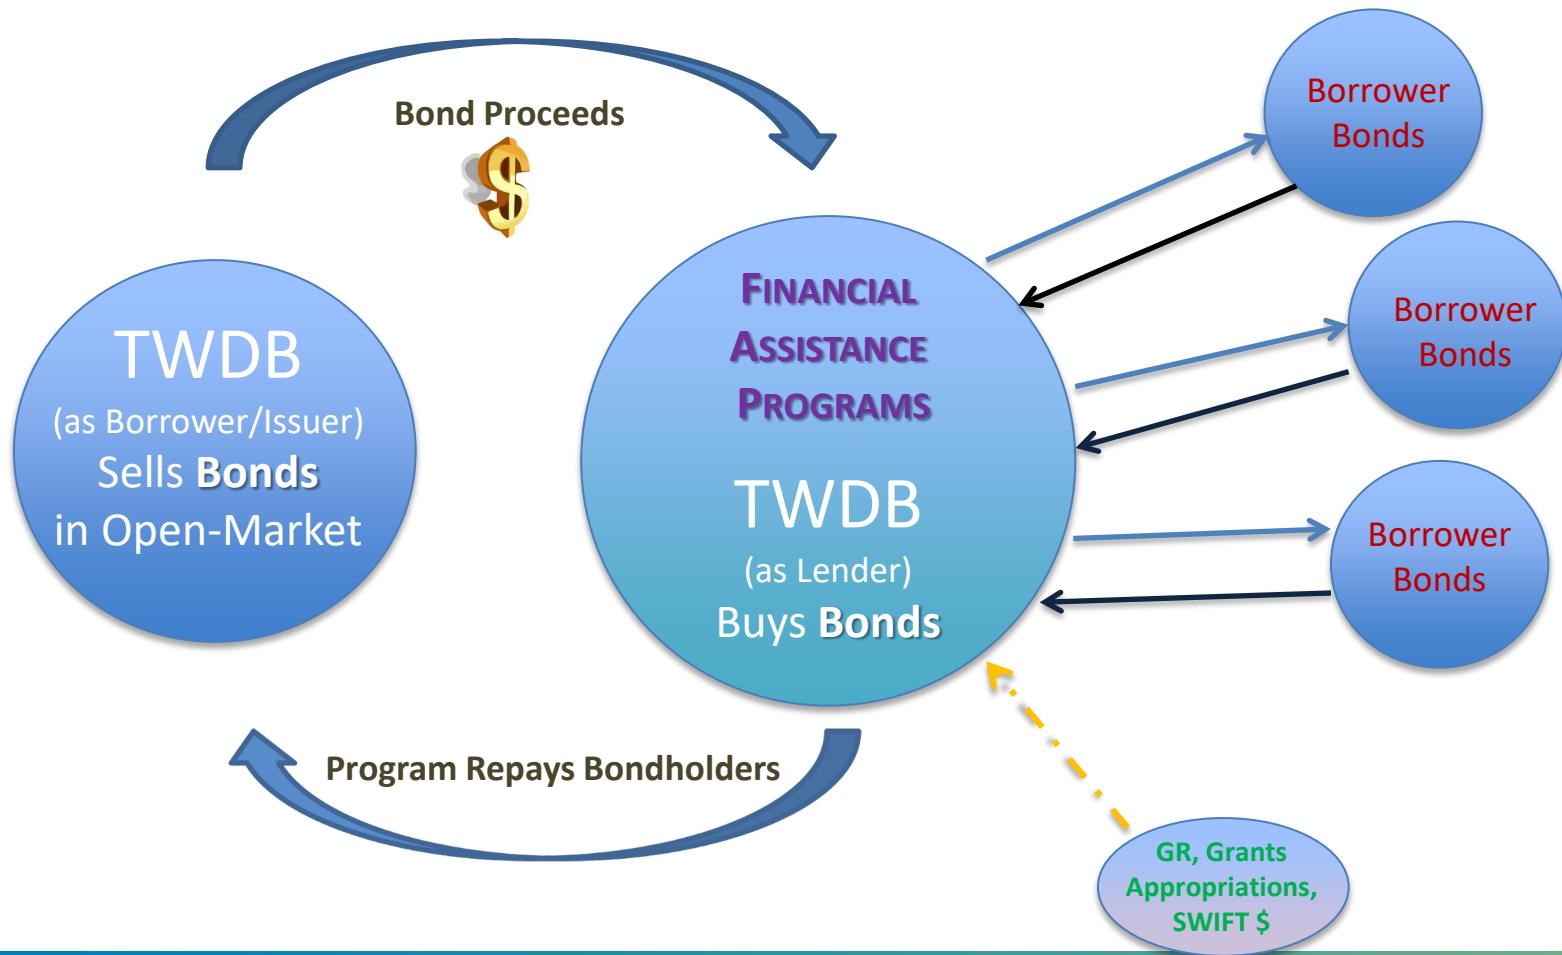 Bond Proceeds
$
TWDB
(as Borrower/Issuer)
Sells Bonds
in Open-Market
FINANCIAL
ASSISTANCE
PROGRAMS
TWDB
(as Lender)
Buys Bonds
Borrower
Bonds
Borrower
Bonds
Borrower
Bonds
Program Repays Bondholders
GR, Grants
Appropriations,
SWIFT $